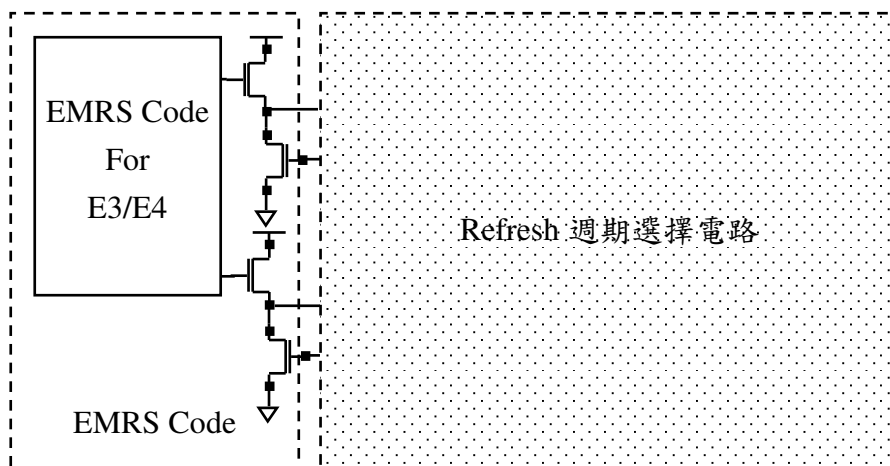 EMRS Code
For
E3/E4
Refresh 週期選擇電路
EMRS Code